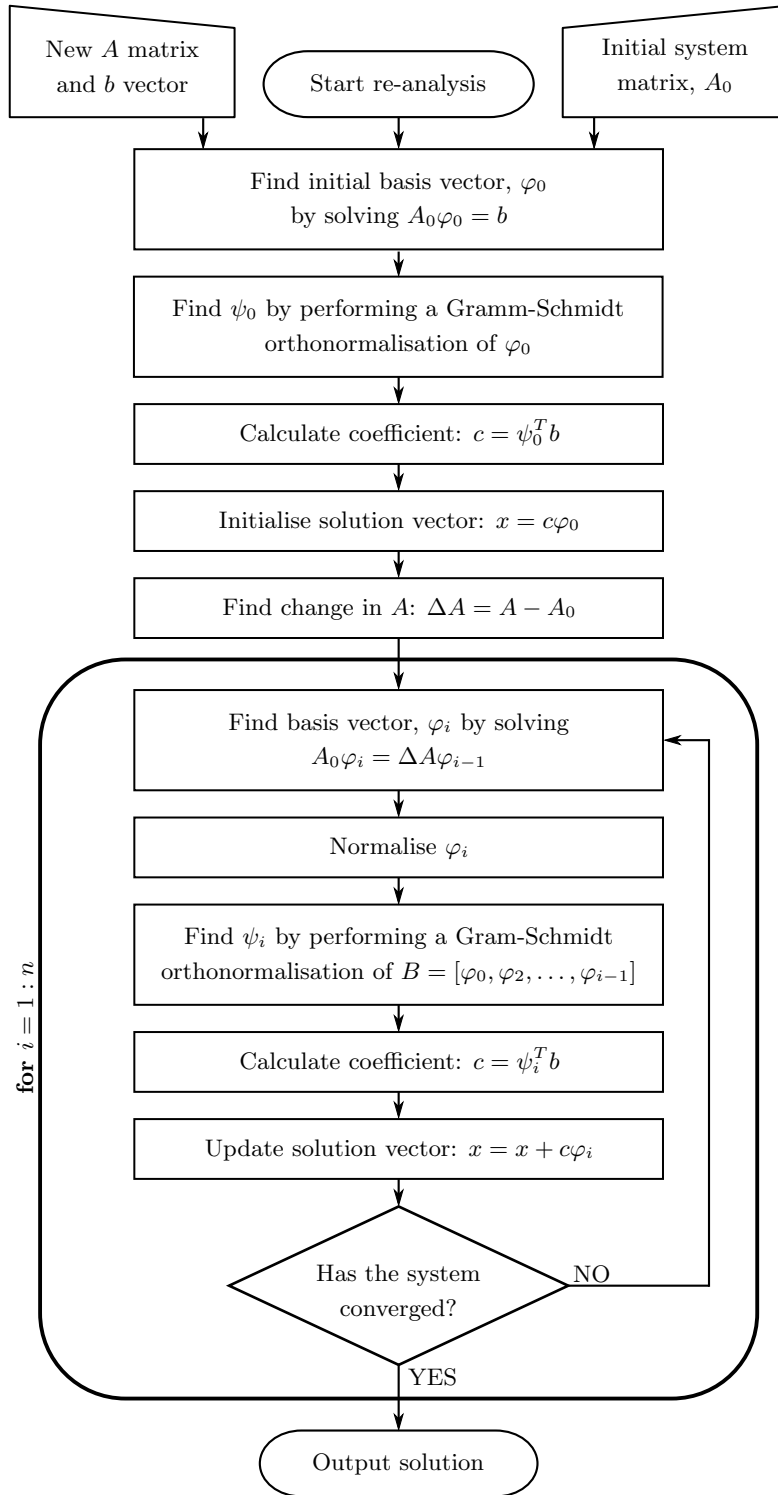 New A matrix
and b vector
Start re-analysis
Initial system
matrix, A₀
Find initial basis vector, φ₀
by solving A₀φ₀ = b
Find ψ₀ by performing a Gramm-Schmidt
orthonormalisation of φ₀
Calculate coefficient: c = ψ₀ᵀb
Initialise solution vector: x = cφ₀
Find change in A: ΔA = A − A₀
for i = 1 : n
Find basis vector, φᵢ by solving
A₀φᵢ = ΔAφᵢ₋₁
Normalise φᵢ
Find ψᵢ by performing a Gram-Schmidt
orthonormalisation of B = [φ₀, φ₂, . . . , φᵢ₋₁]
Calculate coefficient: c = ψᵢᵀb
Update solution vector: x = x + cφᵢ
Has the system
converged?
NO
YES
Output solution